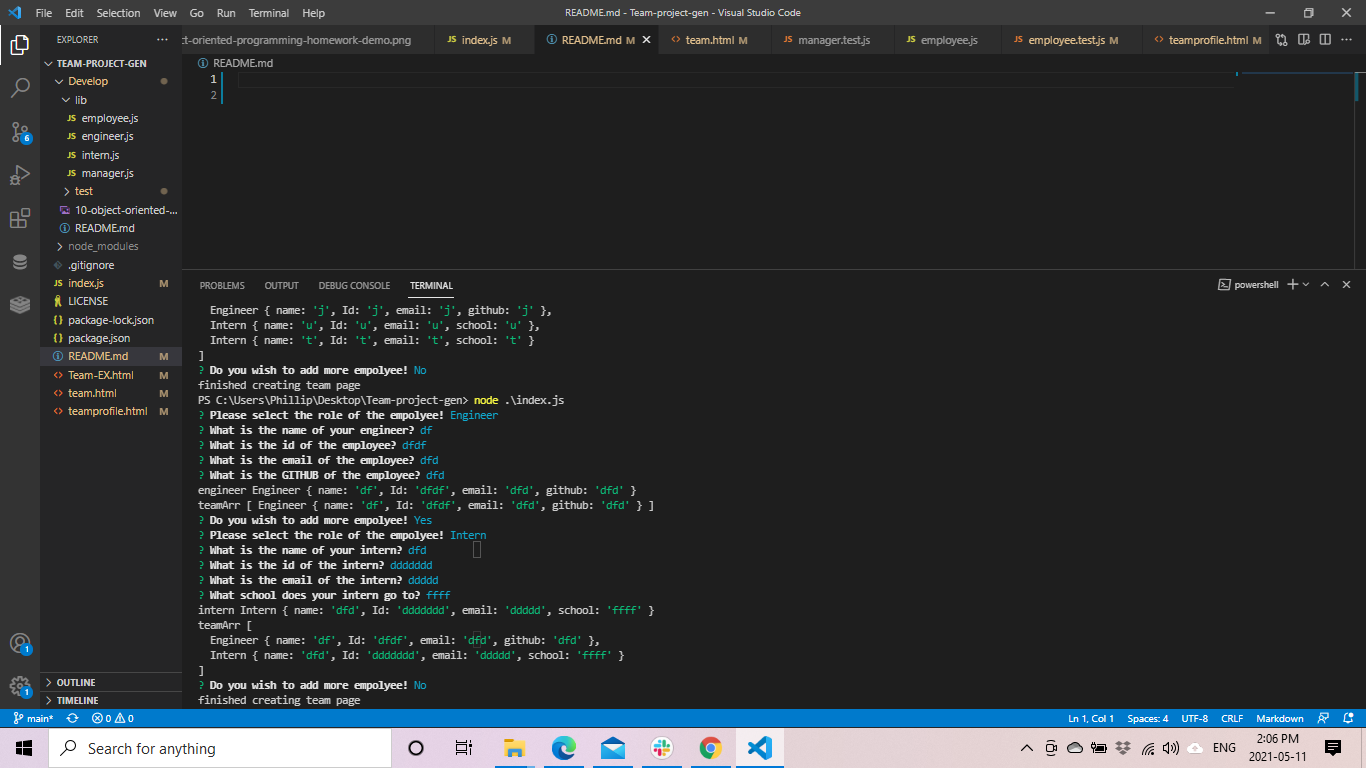 File Edit Selection View Go Run Terminal Help
README.md - Team-project-gen - Visual Studio Code
EXPLORER
ct-oriented-programming-homework-demo.png
JS index.js M
README.md M
<> team.html M
JS manager.test.js
JS employee.js
JS employee.test.js M
<> teamprofile.html M
README.md
1
2
TEAM-PROJECT-GEN
Develop
lib
JS employee.js
JS engineer.js
JS intern.js
JS manager.js
test
10-object-oriented-...
README.md
node_modules
.gitignore
JS index.js M
LICENSE
{} package-lock.json
{} package.json
README.md M
<> Team-EX.html M
<> team.html M
<> teamprofile.html M
OUTLINE
TIMELINE
6
1
1
PROBLEMS OUTPUT DEBUG CONSOLE TERMINAL
powershell
Engineer { name: 'j', Id: 'j', email: 'j', github: 'j' },
Intern { name: 'u', Id: 'u', email: 'u', school: 'u' },
Intern { name: 't', Id: 't', email: 't', school: 't' }
]
? Do you wish to add more empolyee! No
finished creating team page
PS C:\Users\Phillip\Desktop\Team-project-gen> node .\index.js
? Please select the role of the empolyee! Engineer
? What is the name of your engineer? df
? What is the id of the employee? dfdf
? What is the email of the employee? dfd
? What is the GITHUB of the employee? dfd
engineer Engineer { name: 'df', Id: 'dfdf', email: 'dfd', github: 'dfd' }
teamArr [ Engineer { name: 'df', Id: 'dfdf', email: 'dfd', github: 'dfd' } ]
? Do you wish to add more empolyee! Yes
? Please select the role of the empolyee! Intern
? What is the name of your intern? dfd
? What is the id of the intern? ddddddd
? What is the email of the intern? ddddd
? What school does your intern go to? ffff
intern Intern { name: 'dfd', Id: 'ddddddd', email: 'ddddd', school: 'ffff' }
teamArr [
Engineer { name: 'df', Id: 'dfdf', email: 'dfd', github: 'dfd' },
Intern { name: 'dfd', Id: 'ddddddd', email: 'ddddd', school: 'ffff' }
]
? Do you wish to add more empolyee! No
finished creating team page
main* 0 0
Ln 1, Col 1 Spaces: 4 UTF-8 CRLF Markdown
Search for anything
ENG
2:06 PM
2021-05-11